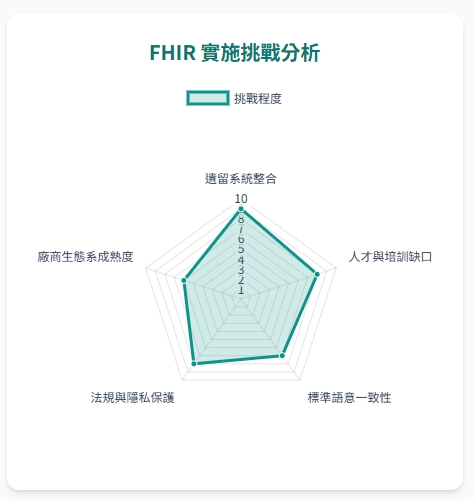 FHIR 實施挑戰分析
挑戰程度
遺留系統整合
10
8
7
6
5
4
3
2
1
廠商生態系成熟度
人才與培訓缺口
法規與隱私保護
標準語意一致性